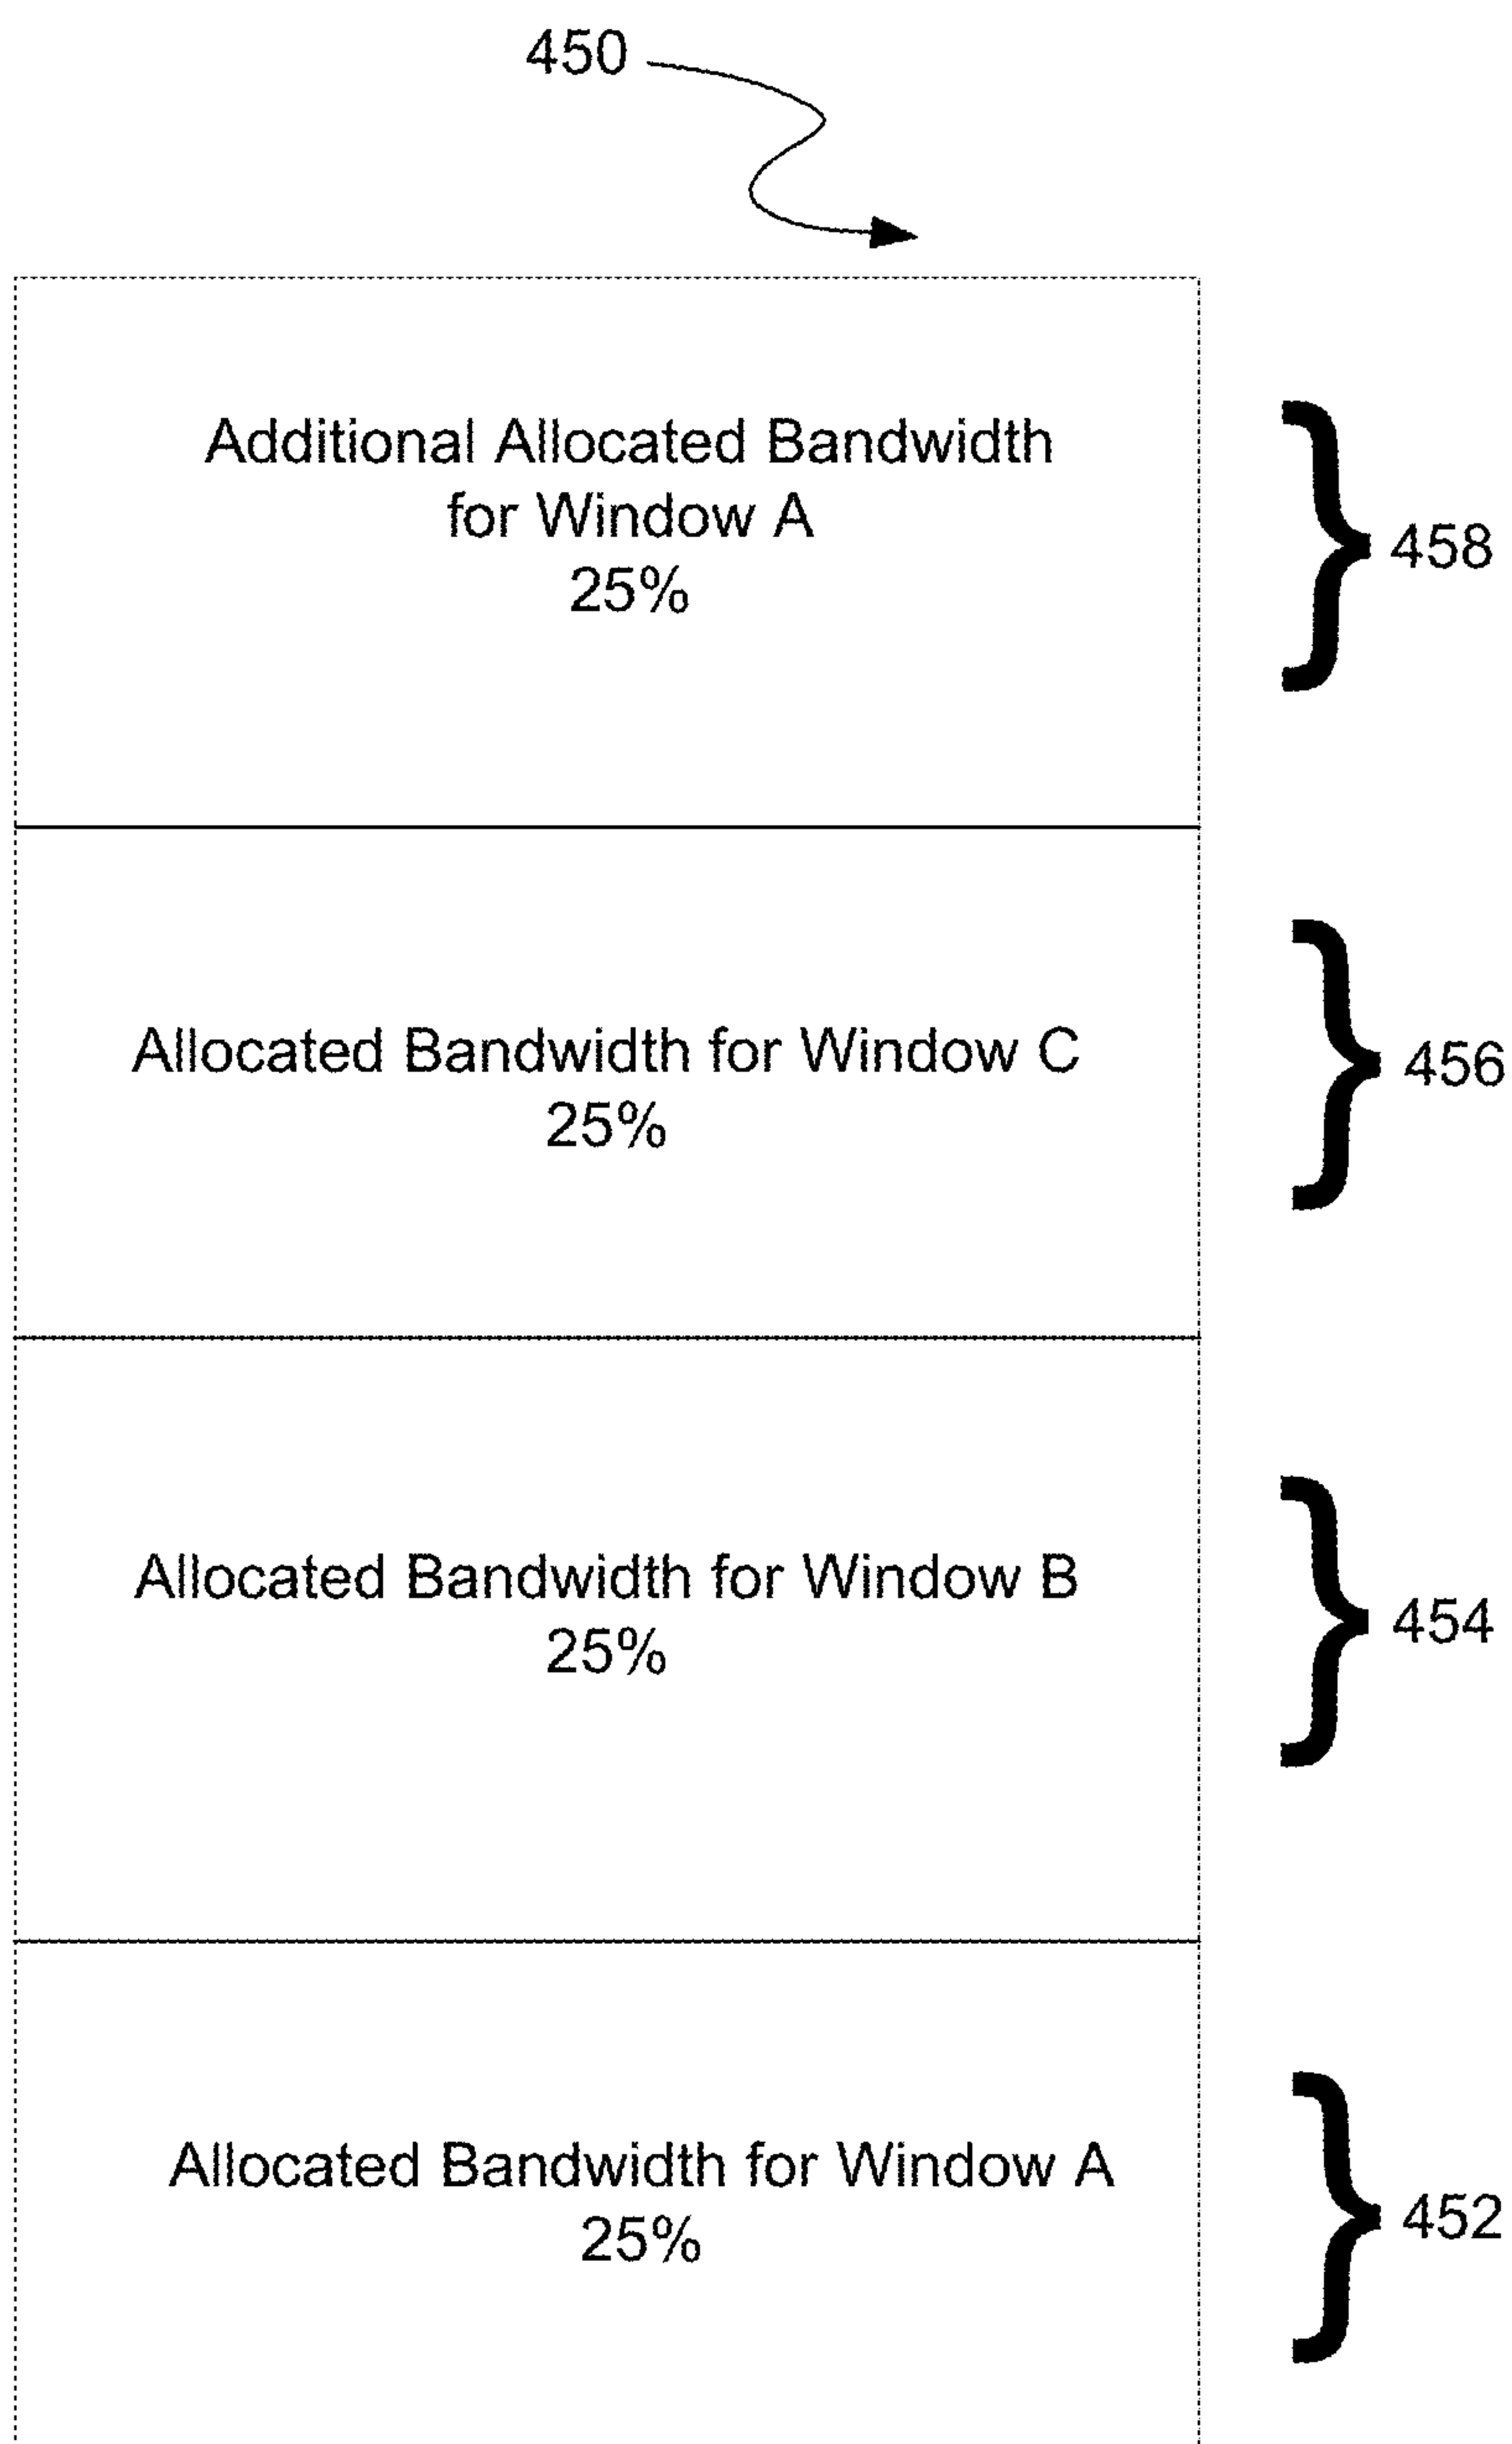 450
Additional Allocated Bandwidth
for Window A
25%
458
Allocated Bandwidth for Window C
25%
456
Allocated Bandwidth for Window B
25%
454
Allocated Bandwidth for Window A
25%
452